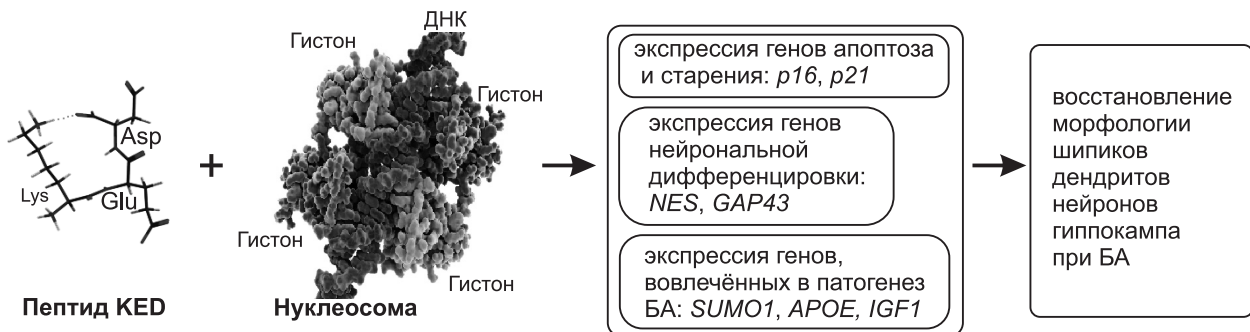 Asp
Lys
Glu
Пептид KED
+
ДНК
Гистон
Гистон
Гистон
Гистон
Нуклеосома
экспрессия генов апоптоза
и старения: p16, p21
экспрессия генов
нейрональной
дифференцировки:
NES, GAP43
экспрессия генов,
вовлечённых в патогенез
БА: SUMO1, APOE, IGF1
восстановление
морфологии
шипиков
дендритов
нейронов
гиппокампа
при БА